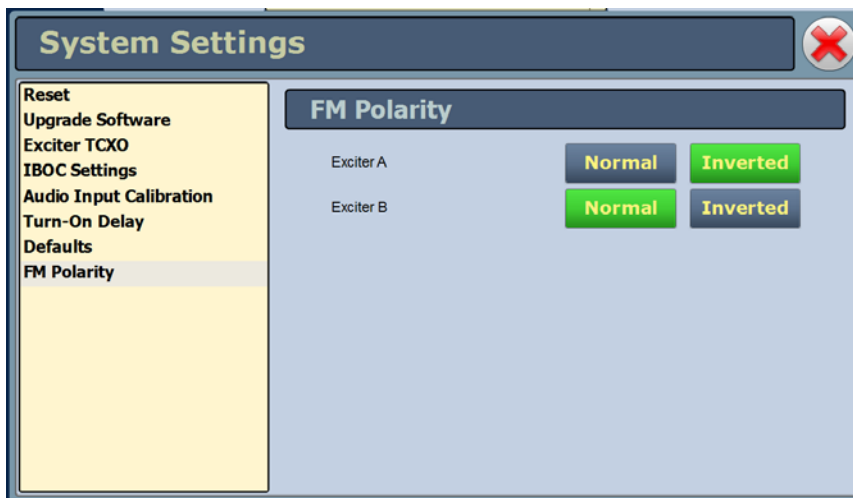 System Settings
Reset
Upgrade Software
Exciter TCXO
IBOC Settings
Audio Input Calibration
Turn-On Delay
Defaults
FM Polarity
FM Polarity
Exciter A Normal Inverted
Exciter B Normal Inverted